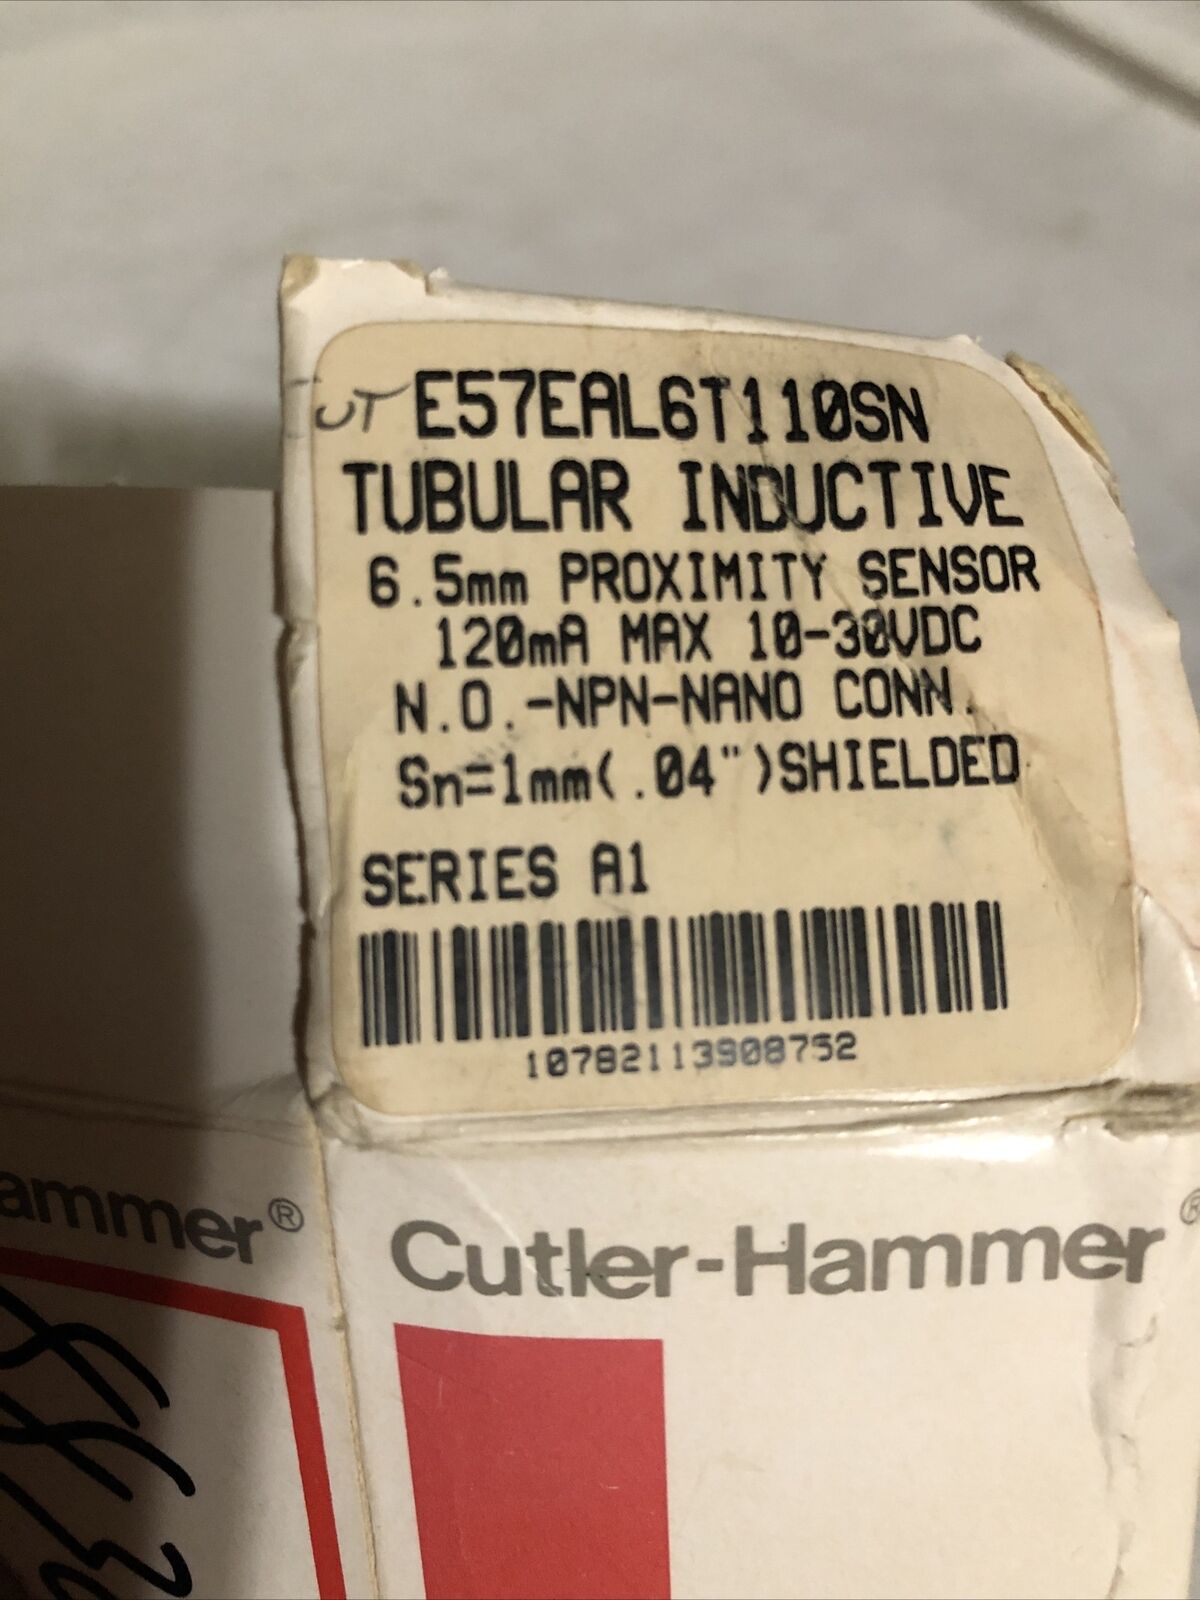 CUT E57EAL6T110SN
TUBULAR INDUCTIVE
6.5mm PROXIMITY SENSOR
120mA MAX 10-30VDC
N.O.-NPN-NANO CONN.
Sn=1mm(.04")SHIELDED
SERIES A1
10782113908752
ammer®
Cutler-Hammer®